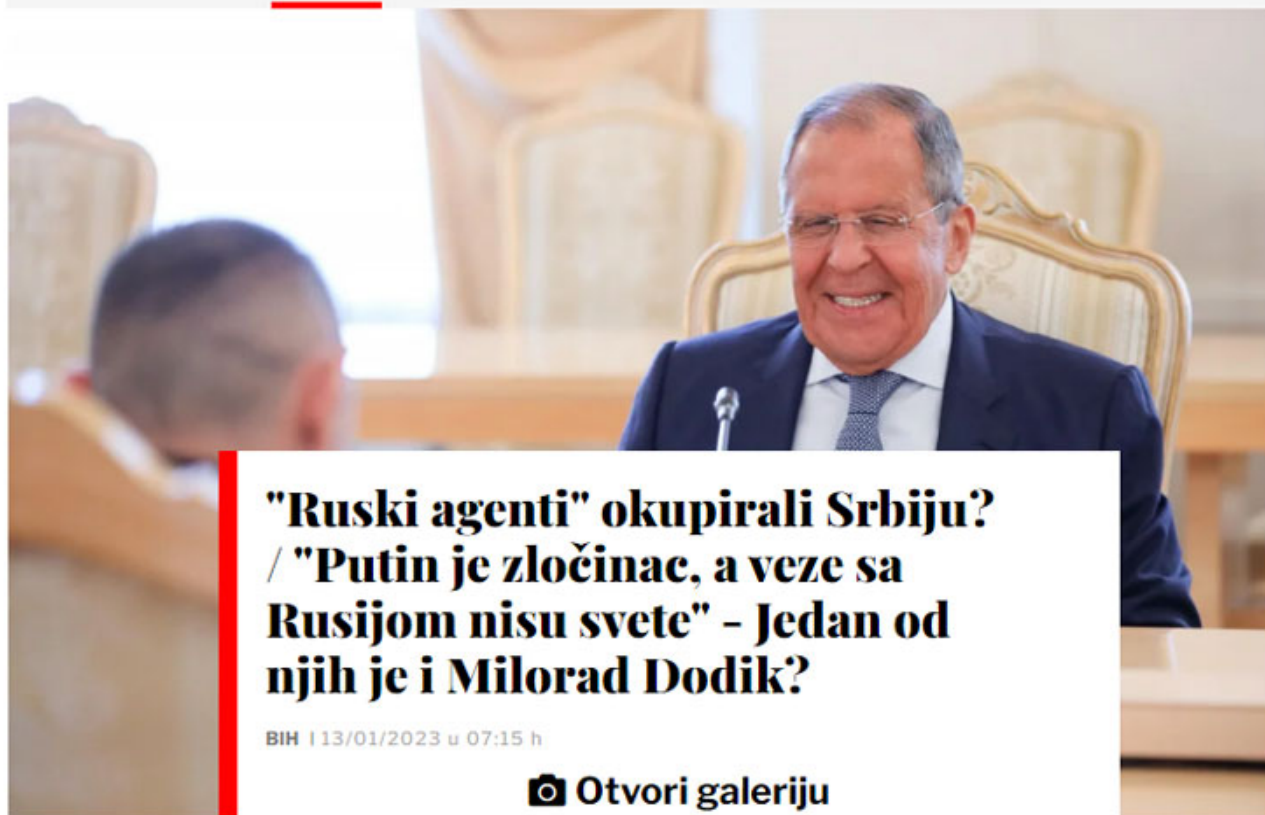 "Ruski agenti" okupirali Srbiju?
/ "Putin je zločinac, a veze sa
Rusijom nisu svete" - Jedan od
njih je i Milorad Dodik?
BIH | 13/01/2023 u 07:15 h
Otvori galeriju